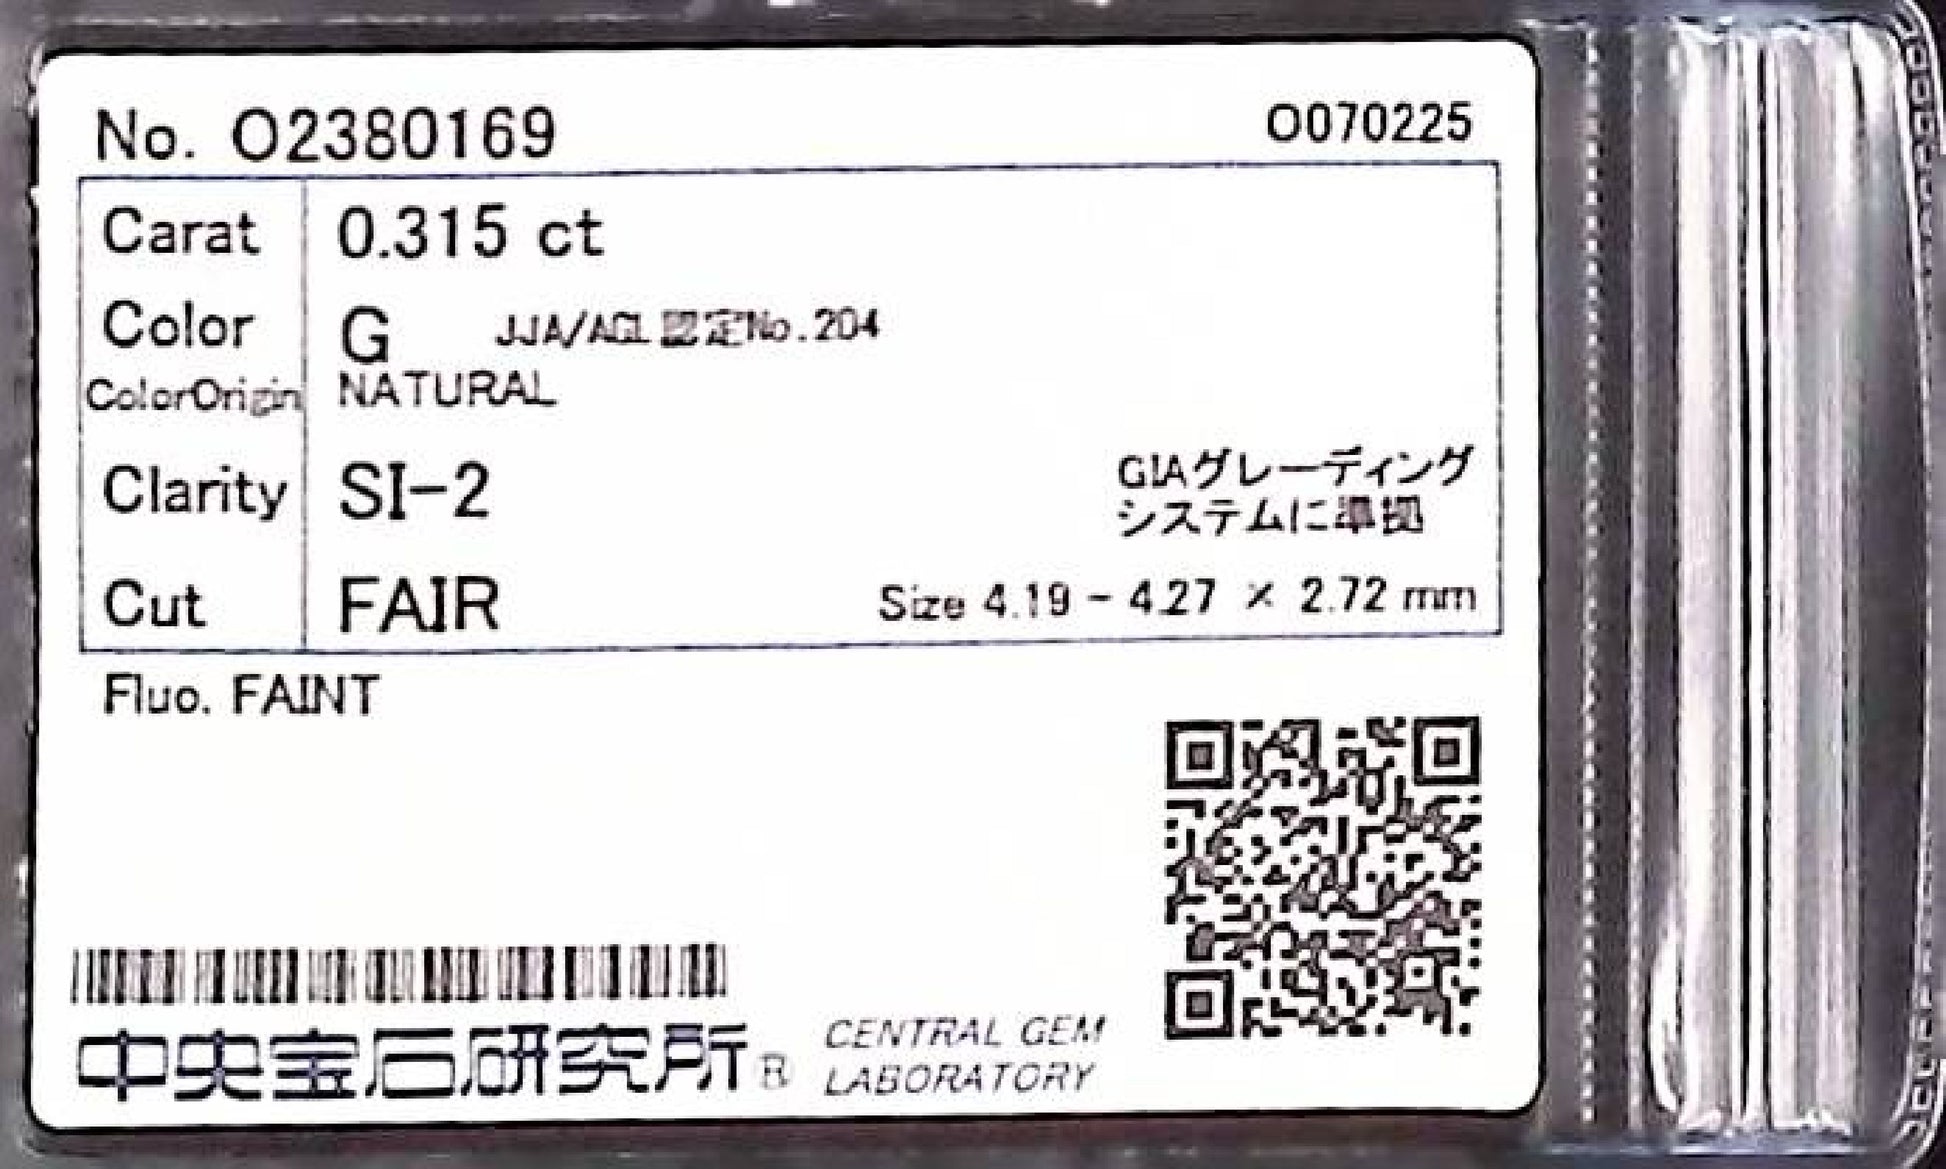 No. O2380169 O070225
Carat 0.315 ct
Color G JJA/AGL認定No.204
ColorOrigin NATURAL
Clarity SI-2
GIAグレーディング
システムに準拠
Cut FAIR Size 4.19 - 4.27 × 2.72 mm
Fluo. FAINT
中央宝石研究所® CENTRAL GEM
LABORATORY